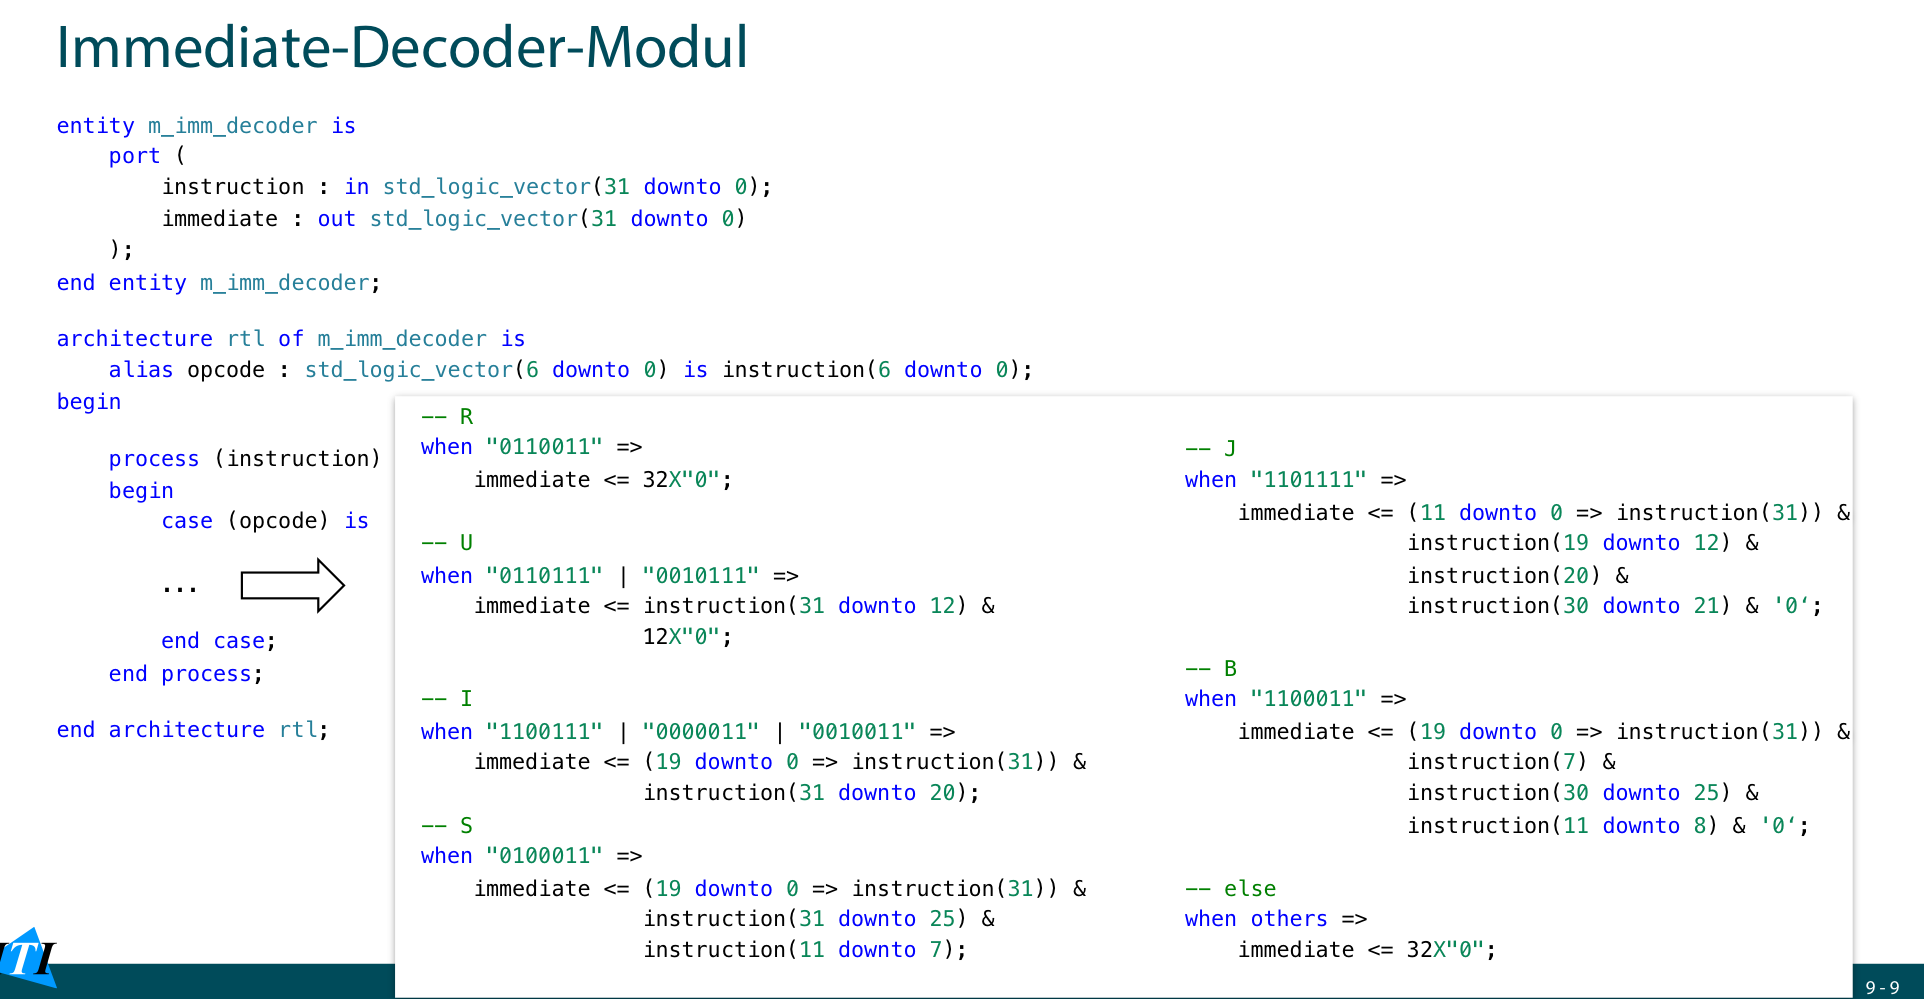 Immediate-Decoder-Modul
entity m_imm_decoder is
port (
instruction : in std_logic_vector(31 downto 0);
immediate : out std_logic_vector(31 downto 0)
);
end entity m_imm_decoder;
architecture rtl of m_imm_decoder is
alias opcode : std_logic_vector(6 downto 0) is instruction(6 downto 0);
begin
process (instruction)
begin
case (opcode) is
...
end case;
end process;
end architecture rtl;
-- R
when "0110011" =>
immediate <= 32X"0";
-- U
when "0110111" | "0010111" =>
immediate <= instruction(31 downto 12) &
12X"0";
-- I
when "1100111" | "0000011" | "0010011" =>
immediate <= (19 downto 0 => instruction(31)) &
instruction(31 downto 20);
-- S
when "0100011" =>
immediate <= (19 downto 0 => instruction(31)) &
instruction(31 downto 25) &
instruction(11 downto 7);
-- J
when "1101111" =>
immediate <= (11 downto 0 => instruction(31)) &
instruction(19 downto 12) &
instruction(20) &
instruction(30 downto 21) & '0‘;
-- B
when "1100011" =>
immediate <= (19 downto 0 => instruction(31)) &
instruction(7) &
instruction(30 downto 25) &
instruction(11 downto 8) & '0‘;
-- else
when others =>
immediate <= 32X"0";
ITI
9-9